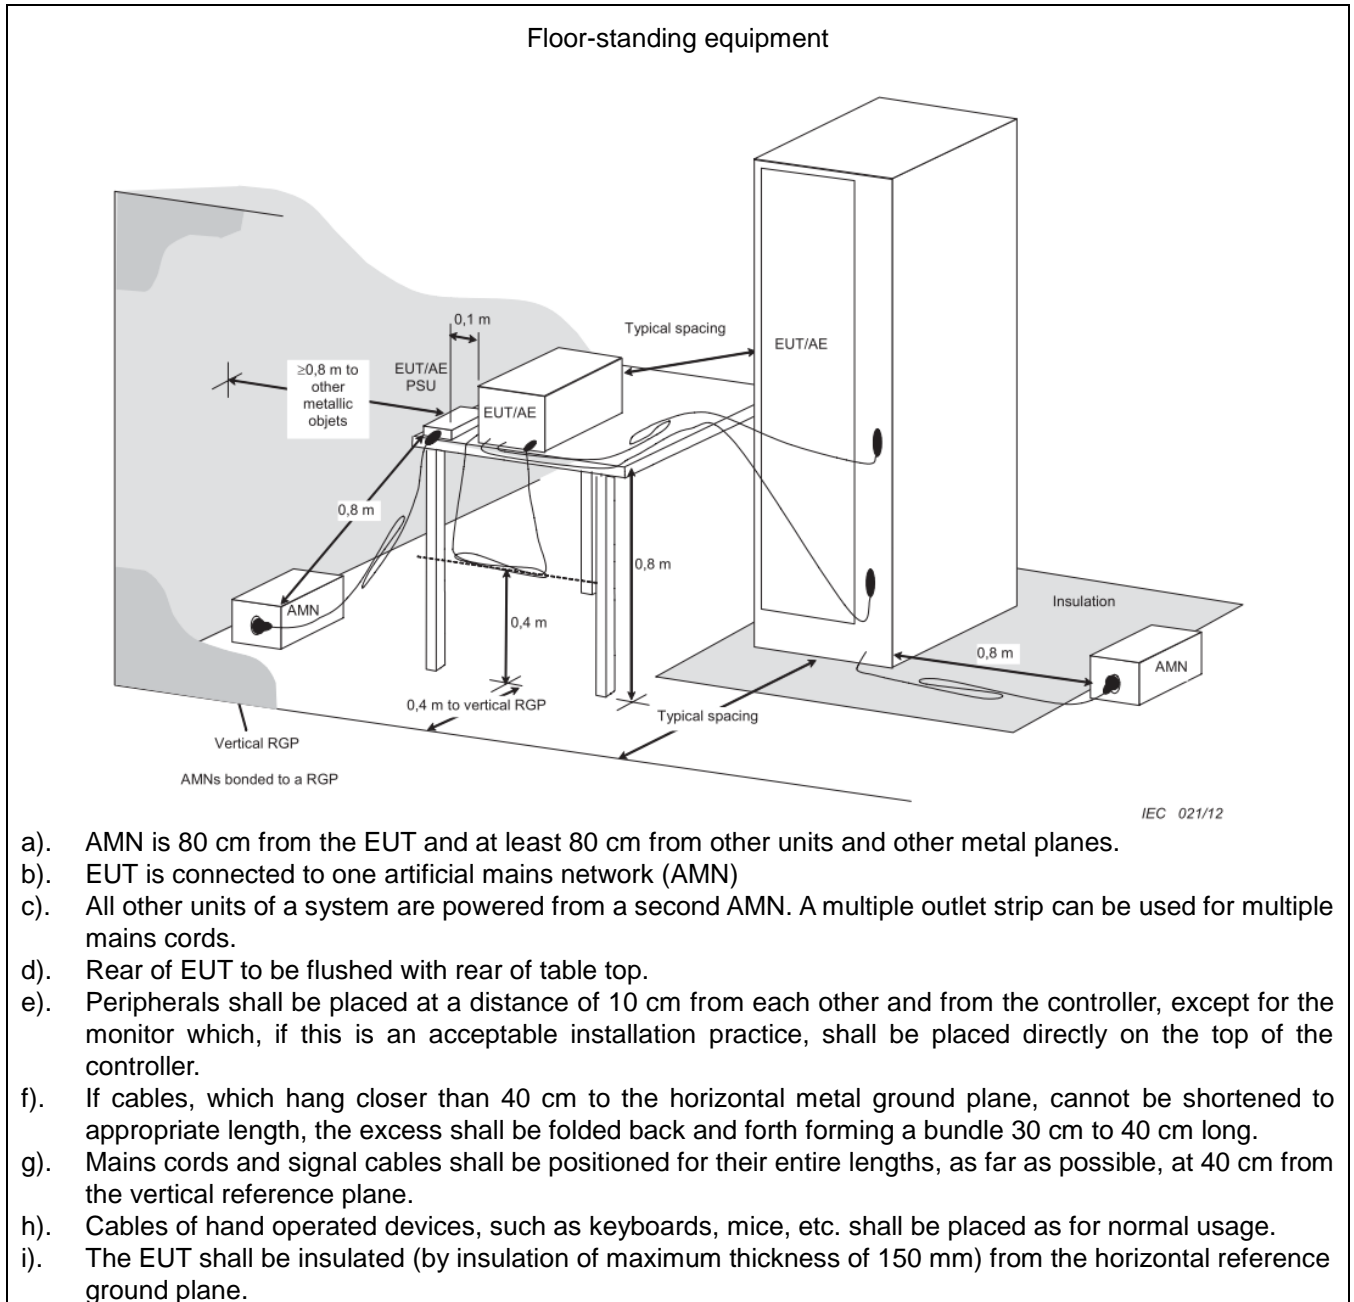 Floor-standing equipment
0,1 m
Typical spacing
EUT/AE
≥0,8 m to
other
metallic
objets
EUT/AE
PSU
EUT/AE
0,8 m
0,8 m
AMN
0,4 m
Insulation
0,8 m
AMN
0,4 m to vertical RGP
Typical spacing
Vertical RGP
AMNs bonded to a RGP
IEC 021/12
a). AMN is 80 cm from the EUT and at least 80 cm from other units and other metal planes.
b). EUT is connected to one artificial mains network (AMN)
c). All other units of a system are powered from a second AMN. A multiple outlet strip can be used for multiple
mains cords.
d). Rear of EUT to be flushed with rear of table top.
e). Peripherals shall be placed at a distance of 10 cm from each other and from the controller, except for the
monitor which, if this is an acceptable installation practice, shall be placed directly on the top of the
controller.
f). If cables, which hang closer than 40 cm to the horizontal metal ground plane, cannot be shortened to
appropriate length, the excess shall be folded back and forth forming a bundle 30 cm to 40 cm long.
g). Mains cords and signal cables shall be positioned for their entire lengths, as far as possible, at 40 cm from
the vertical reference plane.
h). Cables of hand operated devices, such as keyboards, mice, etc. shall be placed as for normal usage.
i). The EUT shall be insulated (by insulation of maximum thickness of 150 mm) from the horizontal reference
ground plane.